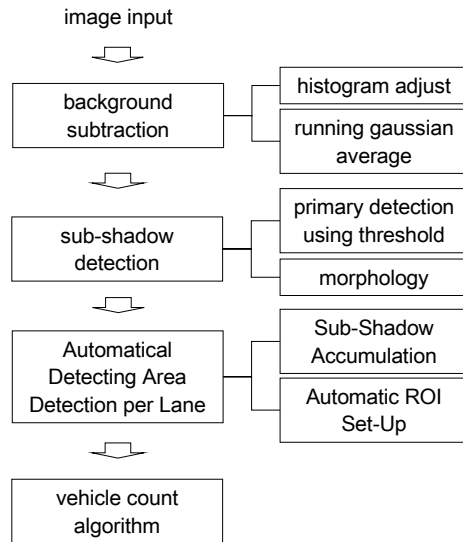 image input
background
subtraction
histogram adjust
running gaussian
average
sub-shadow
detection
primary detection
using threshold
morphology
Automatical
Detecting Area
Detection per Lane
Sub-Shadow
Accumulation
Automatic ROI
Set-Up
vehicle count
algorithm